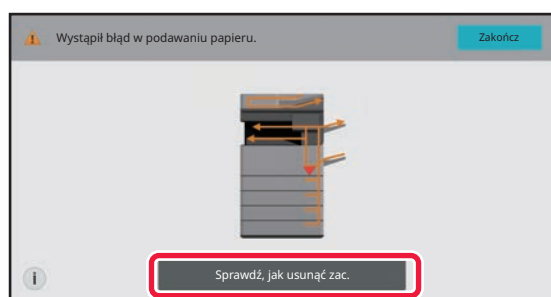 Wystąpił błąd w podawaniu papieru.
Zakończ
i
Sprawdź, jak usunąć zac.